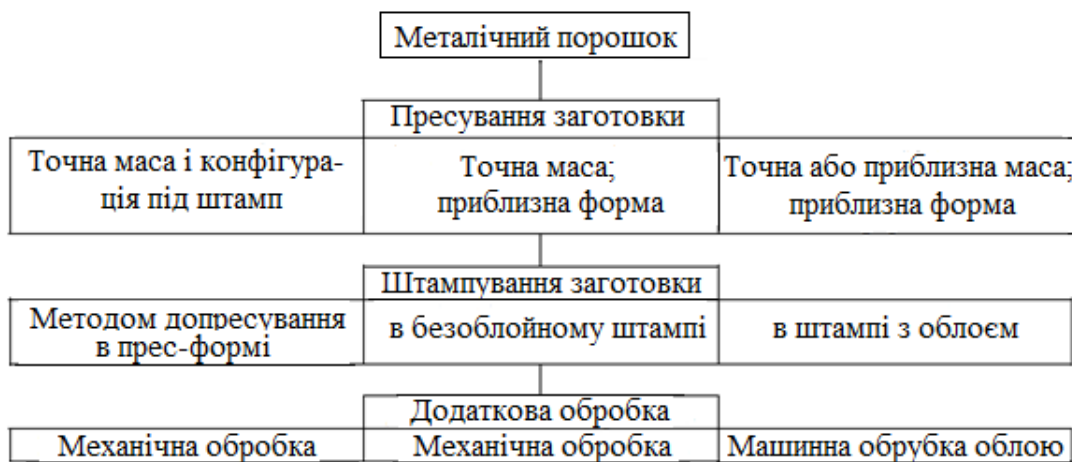 Металічний порошок
Пресування заготовки
Точна маса і конфігура-
ція під штамп
Точна маса;
приблизна форма
Точна або приблизна маса;
приблизна форма
Штампування заготовки
Методом допресування
в прес-формі
в безоблойному штампі
в штампі з облоєм
Додаткова обробка
Механічна обробка
Механічна обробка
Машинна обрубка облою